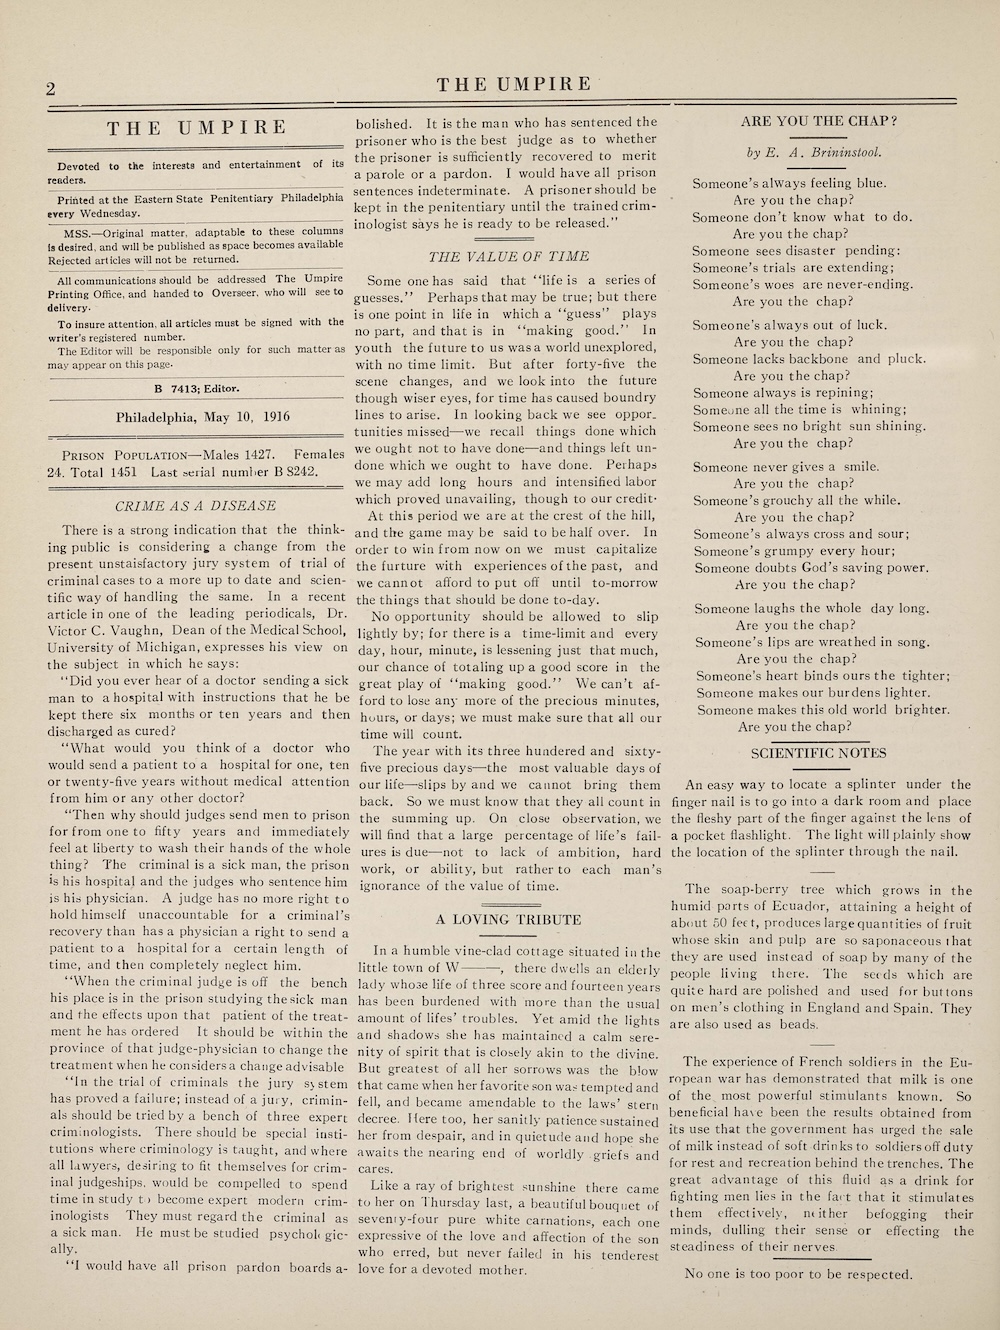 2
THE UMPIRE
THE UMPIRE
Devoted to the interests and entertainment of its
readers.
Printed at the Eastern State Penitentiary Philadelphia
every Wednesday.
MSS.—Original matter, adaptable to these columns
is desired, and will be published as space becomes available
Rejected articles will not be returned.
All communications should be addressed The Umpire
Printing Office, and handed to Overseer, who will see to
delivery·
To insure attention, all articles must be signed with the
writer's registered number.
The Editor will be responsible only for such matter as
may appear on this page·
B 7413; Editor.
Philadelphia, May 10, 1916
PRISON POPULATION—Males 1427. Females
24. Total 1451 Last serial number B 8242.
CRIME AS A DISEASE
There is a strong indication that the think-
ing public is considering a change from the
present unstaisfactory jury system of trial of
criminal cases to a more up to date and scien-
tific way of handling the same. In a recent
article in one of the leading periodicals, Dr.
Victor C. Vaughn, Dean of the Medical School,
University of Michigan, expresses his view on
the subject in which he says:
"Did you ever hear of a doctor sending a sick
man to a hospital with instructions that he be
kept there six months or ten years and then
discharged as cured?
"What would you think of a doctor who
would send a patient to a hospital for one, ten
or twenty-five years without medical attention
from him or any other doctor?
"Then why should judges send men to prison
for from one to fifty years and immediately
feel at liberty to wash their hands of the whole
thing? The criminal is a sick man, the prison
is his hospital and the judges who sentence him
is his physician. A judge has no more right to
hold himself unaccountable for a criminal's
recovery than has a physician a right to send a
patient to a hospital for a certain length of
time, and then completely neglect him.
"When the criminal judge is off the bench
his place is in the prison studying the sick man
and the effects upon that patient of the treat-
ment he has ordered It should be within the
province of that judge-physician to change the
treatment when he considers a change advisable
"In the trial of criminals the jury system
has proved a failure; instead of a jury, crimin-
als should be tried by a bench of three expert
criminologists. There should be special insti-
tutions where criminology is taught, and where
all lawyers, desiring to fit themselves for crim-
inal judgeships, would be compelled to spend
time in study to become expert modern crim-
inologists They must regard the criminal as
a sick man. He must be studied psychologic-
ally.
"I would have all prison pardon boards a-
bolished. It is the man who has sentenced the
prisoner who is the best judge as to whether
the prisoner is sufficiently recovered to merit
a parole or a pardon. I would have all prison
sentences indeterminate. A prisoner should be
kept in the penitentiary until the trained crim-
inologist says he is ready to be released."
THE VALUE OF TIME
Some one has said that "life is a series of
guesses." Perhaps that may be true; but there
is one point in life in which a "guess" plays
no part, and that is in "making good." In
youth the future to us was a world unexplored,
with no time limit. But after forty-five the
scene changes, and we look into the future
though wiser eyes, for time has caused boundry
lines to arise. In looking back we see oppor-
tunities missed—we recall things done which
we ought not to have done—and things left un-
done which we ought to have done. Perhaps
we may add long hours and intensified labor
which proved unavailing, though to our credit·
At this period we are at the crest of the hill,
and the game may be said to be half over. In
order to win from now on we must capitalize
the furture with experiences of the past, and
we cannot afford to put off until to-morrow
the things that should be done to-day.
No opportunity should be allowed to slip
lightly by; for there is a time-limit and every
day, hour, minute, is lessening just that much,
our chance of totaling up a good score in the
great play of "making good." We can't af-
ford to lose any more of the precious minutes,
hours, or days; we must make sure that all our
time will count.
The year with its three hundered and sixty-
five precious days—the most valuable days of
our life—slips by and we cannot bring them
back. So we must know that they all count in
the summing up. On close observation, we
will find that a large percentage of life's fail-
ures is due—not to lack of ambition, hard
work, or ability, but rather to each man's
ignorance of the value of time.
A LOVING TRIBUTE
In a humble vine-clad cottage situated in the
little town of W———, there dwells an elderly
lady whose life of three score and fourteen years
has been burdened with more than the usual
amount of lifes' troubles. Yet amid the lights
and shadows she has maintained a calm sere-
nity of spirit that is closely akin to the divine.
But greatest of all her sorrows was the blow
that came when her favorite son was tempted and
fell, and became amendable to the laws' stern
decree. Here too, her sanitly patience sustained
her from despair, and in quietude and hope she
awaits the nearing end of worldly griefs and
cares.
Like a ray of brightest sunshine there came
to her on Thursday last, a beautiful bouquet of
seventy-four pure white carnations, each one
expressive of the love and affection of the son
who erred, but never failed in his tenderest
love for a devoted mother.
ARE YOU THE CHAP?
by E. A. Brininstool.
Someone's always feeling blue.
Are you the chap?
Someone don't know what to do.
Are you the chap?
Someone sees disaster pending:
Someone's trials are extending;
Someone's woes are never-ending.
Are you the chap?
Someone's always out of luck.
Are you the chap?
Someone lacks backbone and pluck.
Are you the chap?
Someone always is repining;
Someone all the time is whining;
Someone sees no bright sun shining.
Are you the chap?
Someone never gives a smile.
Are you the chap?
Someone's grouchy all the while.
Are you the chap?
Someone's always cross and sour;
Someone's grumpy every hour;
Someone doubts God's saving power.
Are you the chap?
Someone laughs the whole day long.
Are you the chap?
Someone's lips are wreathed in song.
Are you the chap?
Someone's heart binds ours the tighter;
Someone makes our burdens lighter.
Someone makes this old world brighter.
Are you the chap?
SCIENTIFIC NOTES
An easy way to locate a splinter under the
finger nail is to go into a dark room and place
the fleshy part of the finger against the lens of
a pocket flashlight. The light will plainly show
the location of the splinter through the nail.
The soap-berry tree which grows in the
humid parts of Ecuador, attaining a height of
about 50 feet, produces large quantities of fruit
whose skin and pulp are so saponaceous that
they are used instead of soap by many of the
people living there. The seeds which are
quite hard are polished and used for buttons
on men's clothing in England and Spain. They
are also used as beads.
The experience of French soldiers in the Eu-
ropean war has demonstrated that milk is one
of the most powerful stimulants known. So
beneficial have been the results obtained from
its use that the government has urged the sale
of milk instead of soft drinks to soldiers off duty
for rest and recreation behind the trenches. The
great advantage of this fluid as a drink for
fighting men lies in the fact that it stimulates
them effectively, neither befogging their
minds, dulling their sense or effecting the
steadiness of their nerves
No one is too poor to be respected.